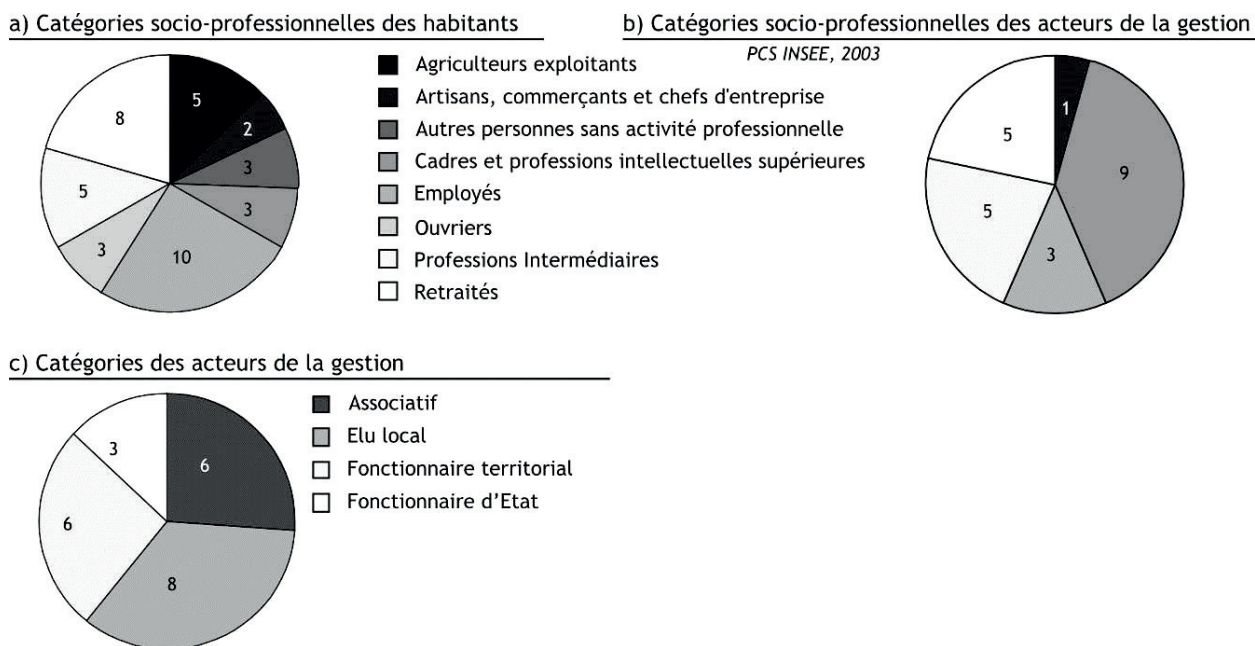 a) Catégories socio-professionnelles des habitants
5
2
3
3
10
3
5
8
Agriculteurs exploitants
Artisans, commerçants et chefs d'entreprise
Autres personnes sans activité professionnelle
Cadres et professions intellectuelles supérieures
Employés
Ouvriers
Professions Intermédiaires
Retraités
b) Catégories socio-professionnelles des acteurs de la gestion
PCS INSEE, 2003
1
9
3
5
5
c) Catégories des acteurs de la gestion
6
8
6
3
Associatif
Elu local
Fonctionnaire territorial
Fonctionnaire d'Etat